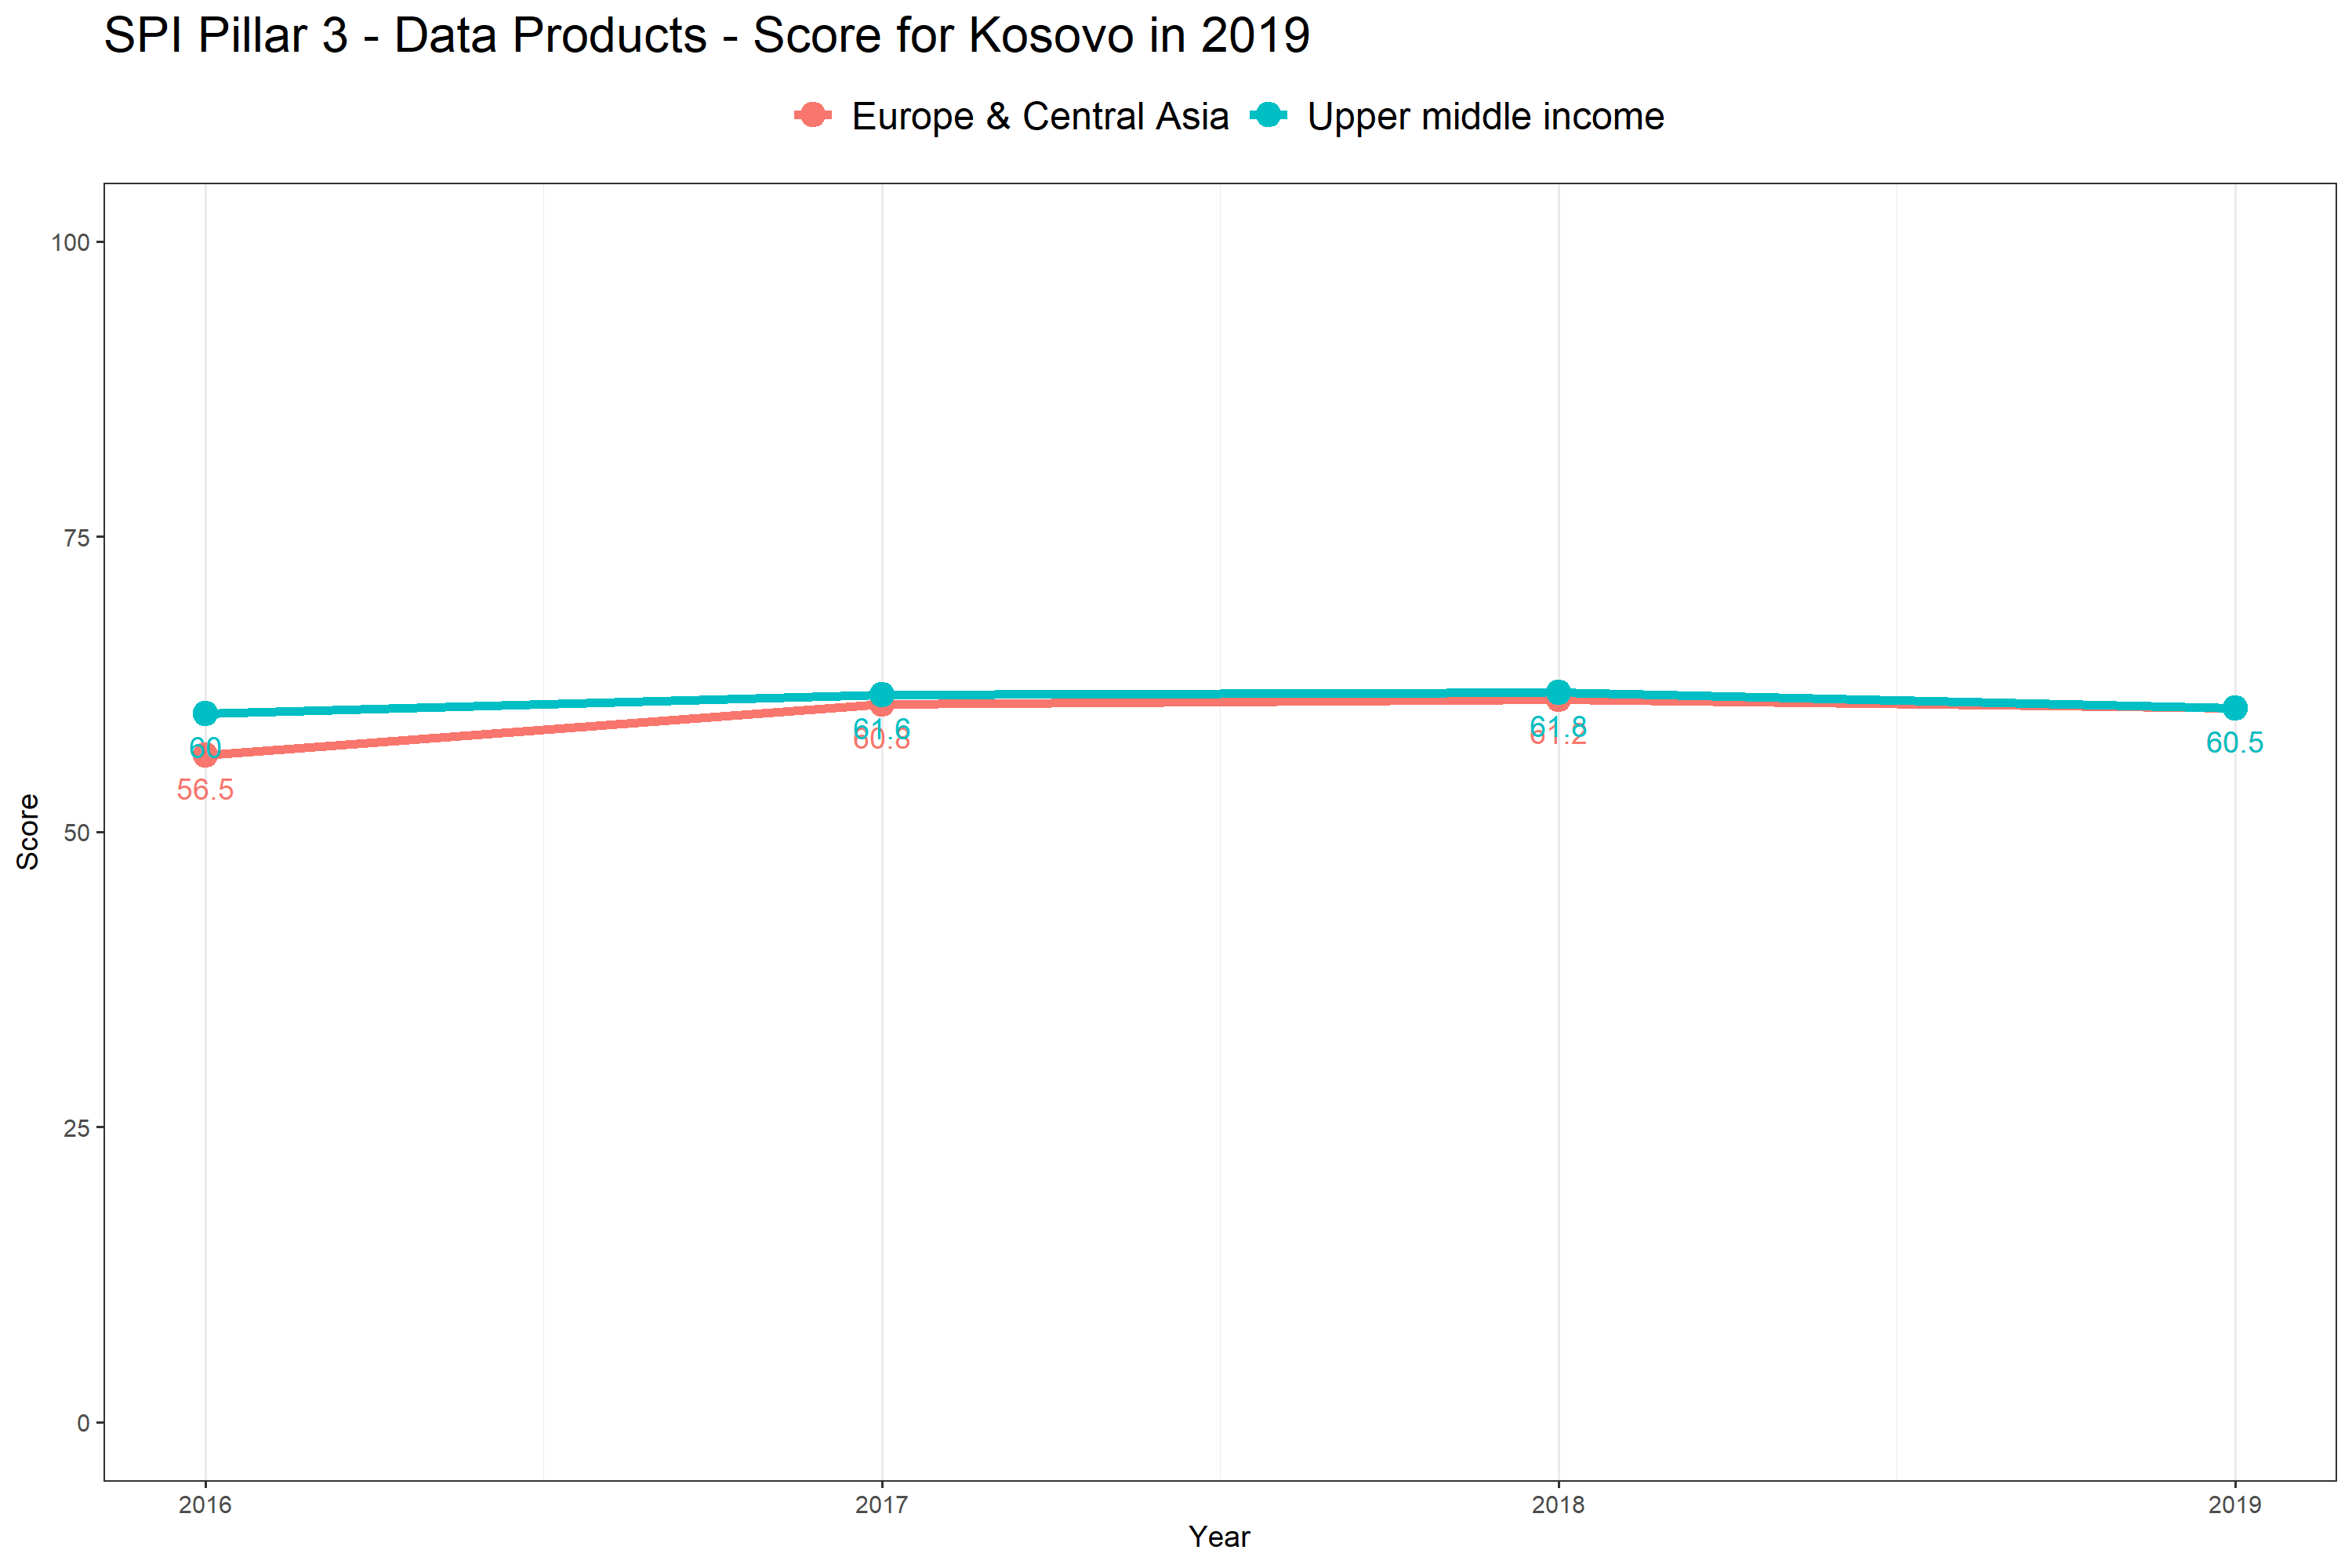 SPI Pillar 3 - Data Products - Score for Kosovo in 2019
Europe & Central Asia Upper middle income
100
75
50
25
0
Score
60
56.5
61.6
60.8
61.8
61.2
60.5
2016 2017 2018 2019
Year